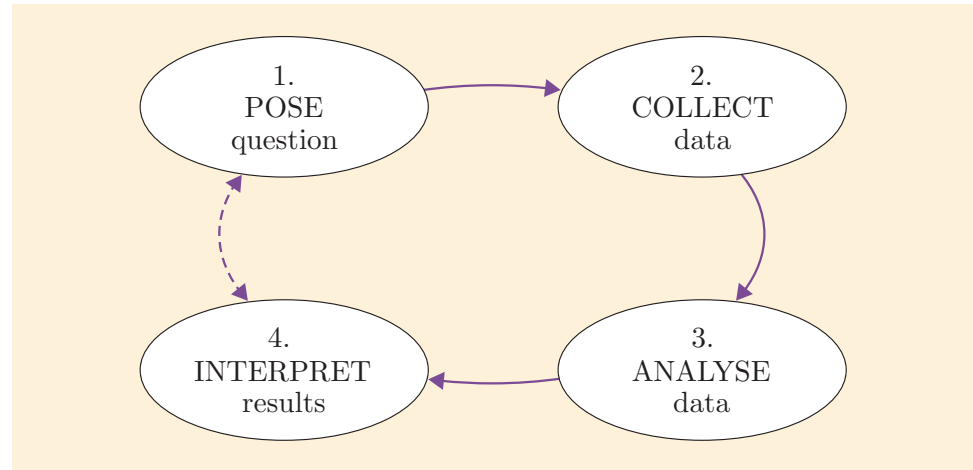 1.
POSE
question
2.
COLLECT
data
3.
ANALYSE
data
4.
INTERPRET
results